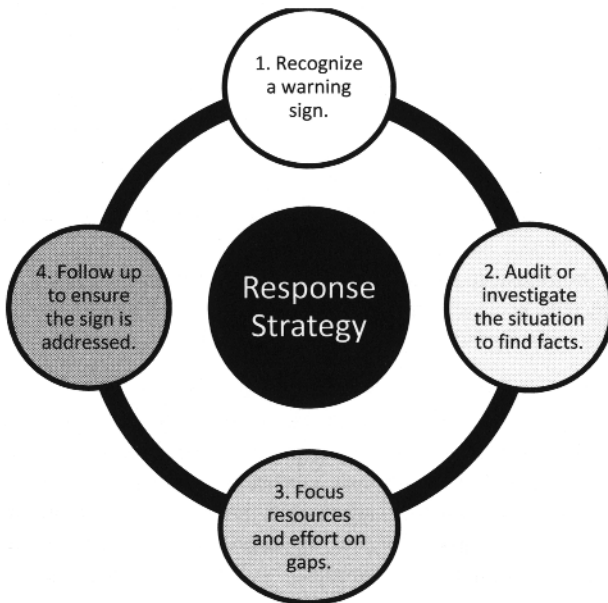 1. Recognize
a warning
sign.
2. Audit or
investigate
the situation
to find facts.
3. Focus
resources
and effort on
gaps.
4. Follow up
to ensure
the sign is
addressed.
Response
Strategy